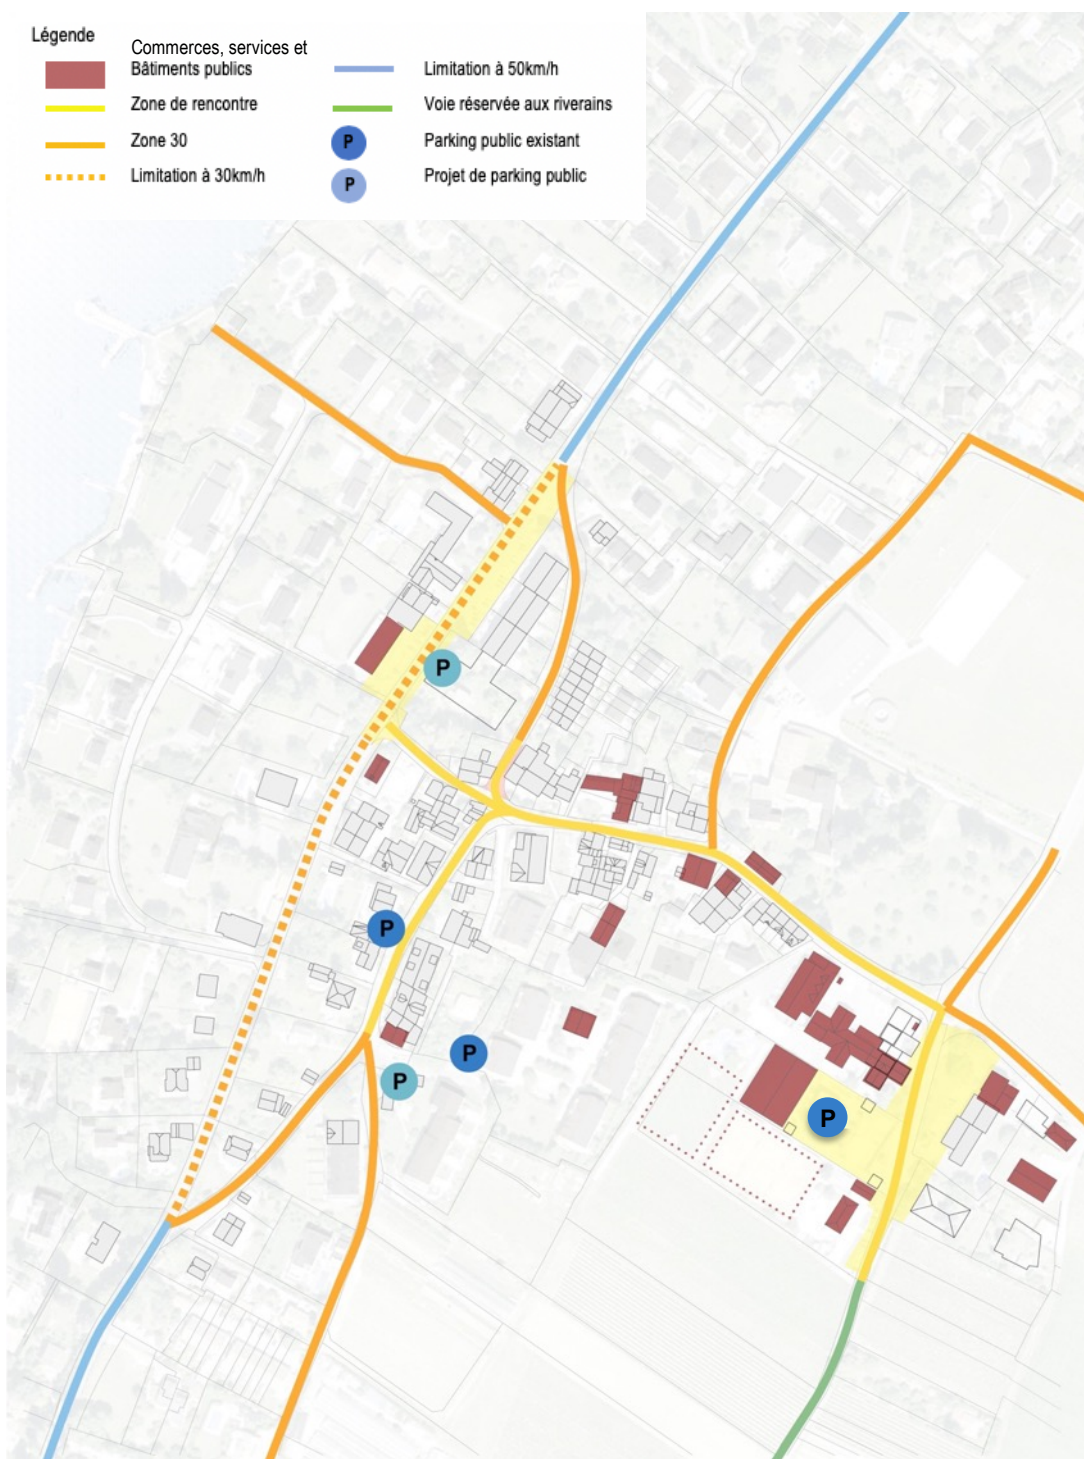 Légende
Commerces, services et
Bâtiments publics
Zone de rencontre
Zone 30
Limitation à 30km/h
Limitation à 50km/h
Voie réservée aux riverains
P
Parking public existant
P
Projet de parking public
P
P
P
P
P